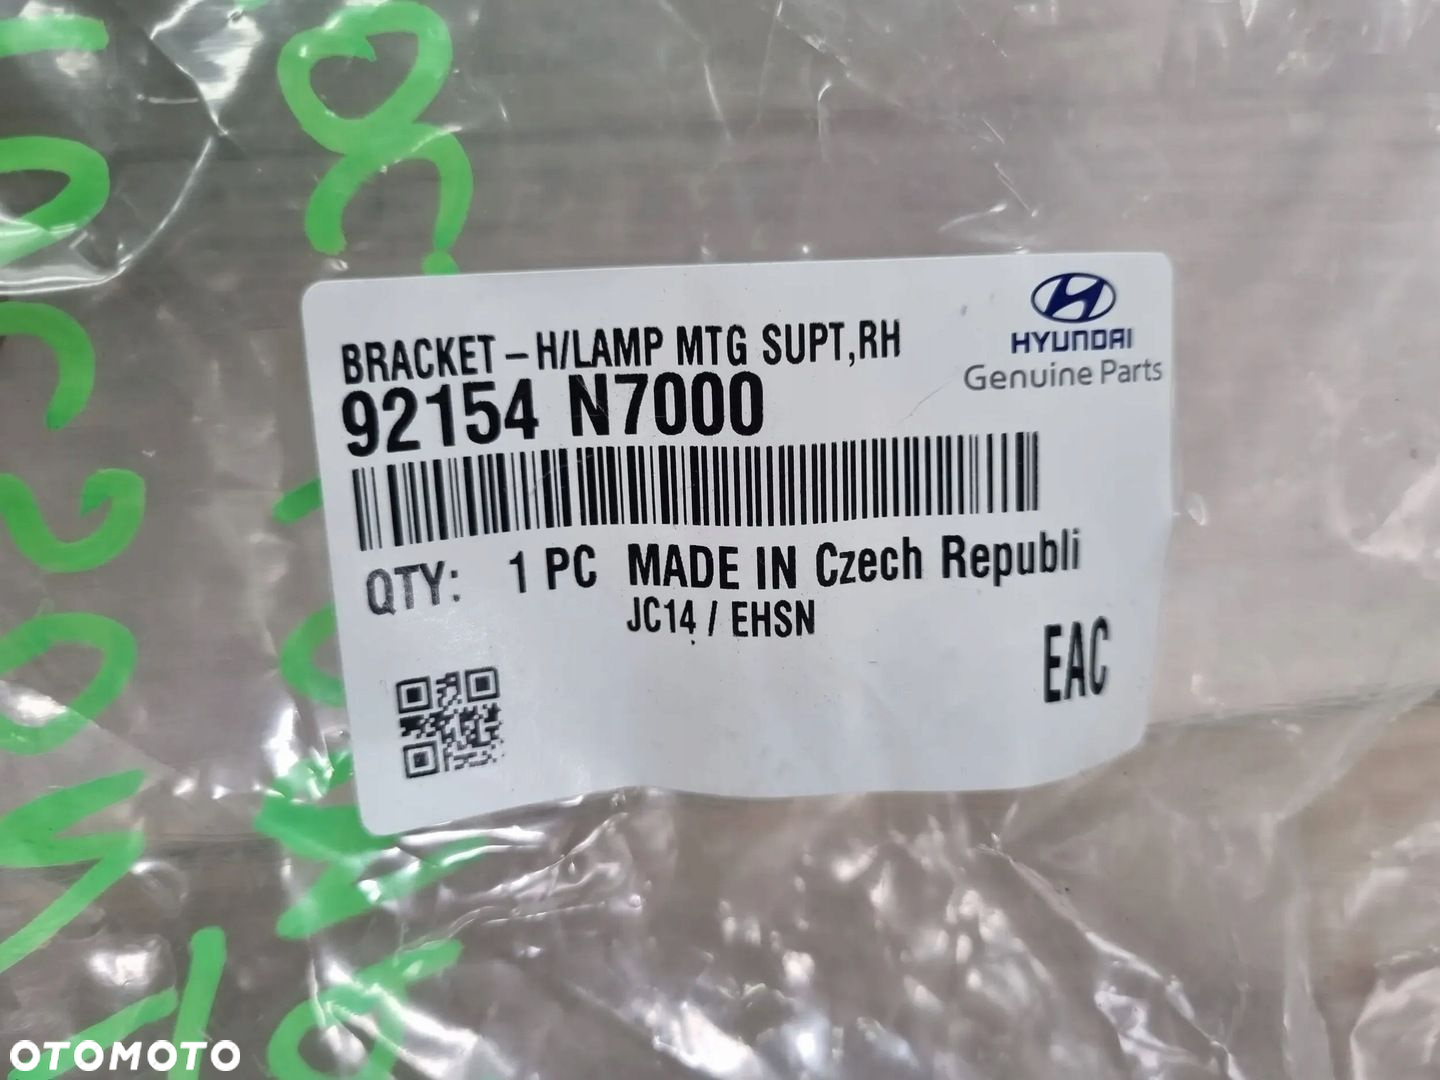 HYUNDAI
Genuine Parts
BRACKET – H/LAMP MTG SUPT,RH
92154 N7000
QTY: 1 PC MADE IN Czech Republi
JC14 / EHSN
EAC
OTOMOTO